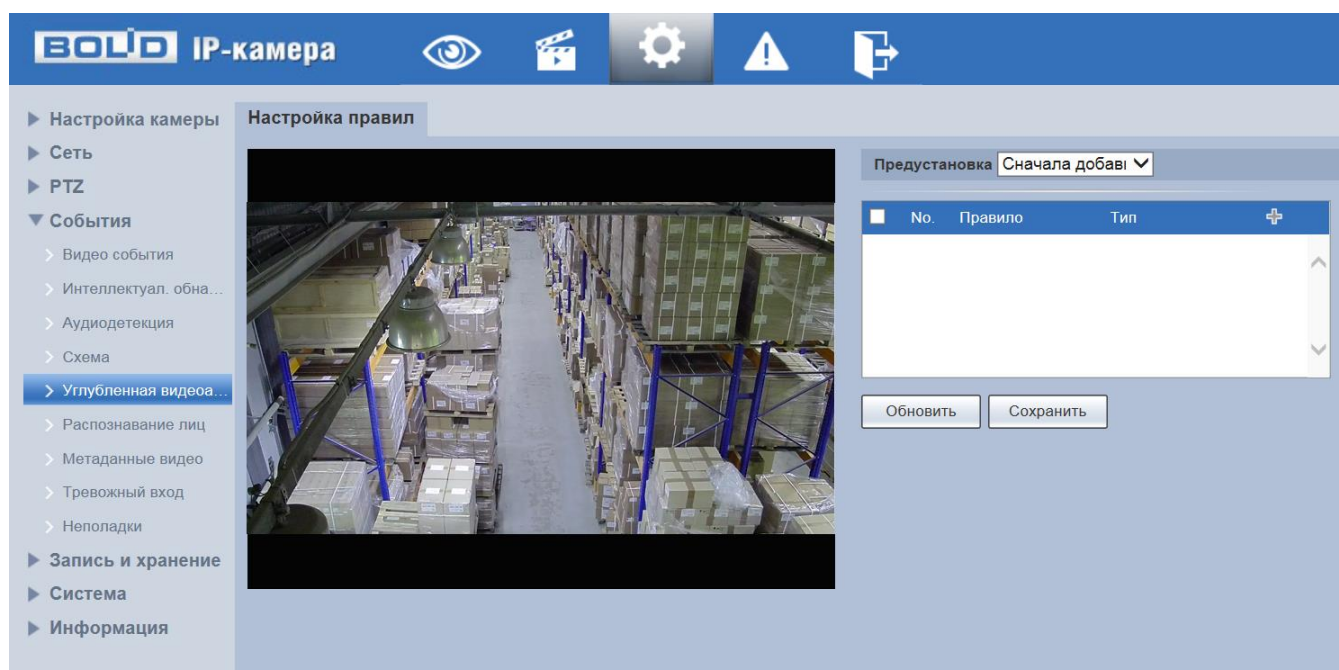 BOLID IP-камера
Настройка камеры
Сеть
PTZ
События
Видео события
Интеллектуал. обна...
Аудиодетекция
Схема
Углубленная видеоа...
Распознавание лиц
Метаданные видео
Тревожный вход
Неполадки
Запись и хранение
Система
Информация
Настройка правил
Предустановка Сначала добавı
No. Правило Тип
Обновить Сохранить